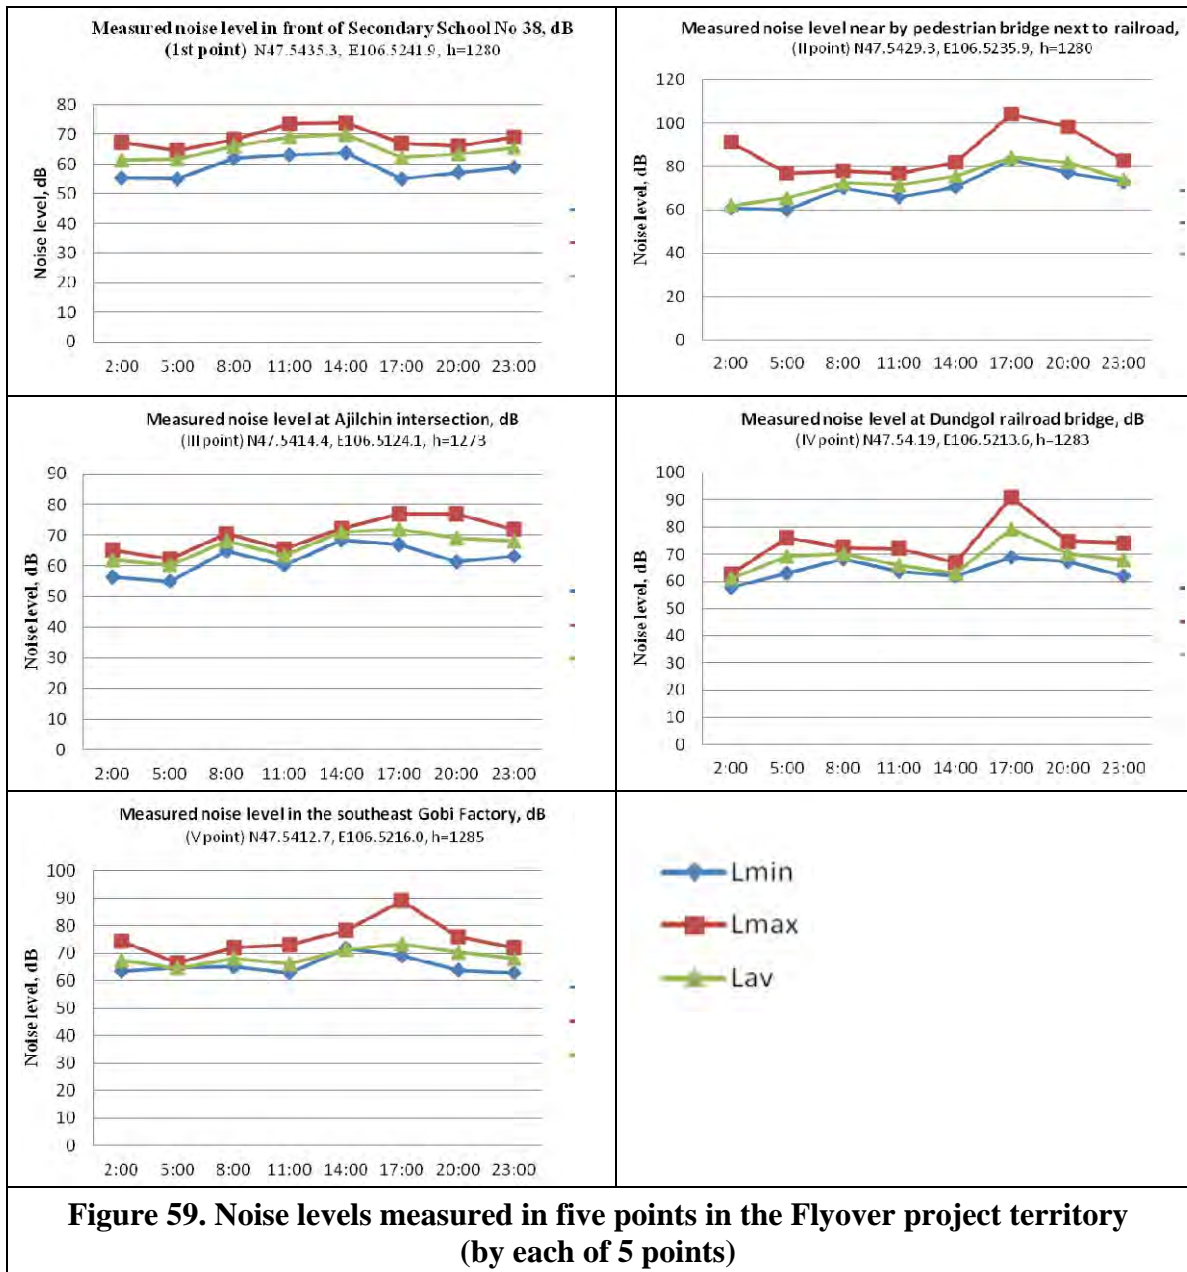 Measured noise level in front of Secondary School No 38, dB
(1st point) N47.5435.3, E106.5241.9, h=1280
Noise level, dB
80
70
60
50
40
30
20
10
0
2:00 5:00 8:00 11:00 14:00 17:00 20:00 23:00
Measured noise level near by pedestrian bridge next to railroad,
(II point) N47.5429.3, E106.5235.9, h=1280
Noise level, dB
120
100
80
60
40
20
0
2:00 5:00 8:00 11:00 14:00 17:00 20:00 23:00
Measured noise level at Ajilchin intersection, dB
(III point) N47.5414.4, E106.5124.1, h=1273
Noise level, dB
90
80
70
60
50
40
30
20
10
0
2:00 5:00 8:00 11:00 14:00 17:00 20:00 23:00
Measured noise level at Dundgol railroad bridge, dB
(IV point) N47.54.19, E106.5213.6, h=1283
Noise level, dB
100
90
80
70
60
50
40
30
20
10
0
2:00 5:00 8:00 11:00 14:00 17:00 20:00 23:00
Measured noise level in the southeast Gobi Factory, dB
(V point) N47.5412.7, E106.5216.0, h=1285
Noise level, dB
100
90
80
70
60
50
40
30
20
10
0
2:00 5:00 8:00 11:00 14:00 17:00 20:00 23:00
Lmin
Lmax
Lav
Figure 59. Noise levels measured in five points in the Flyover project territory
(by each of 5 points)